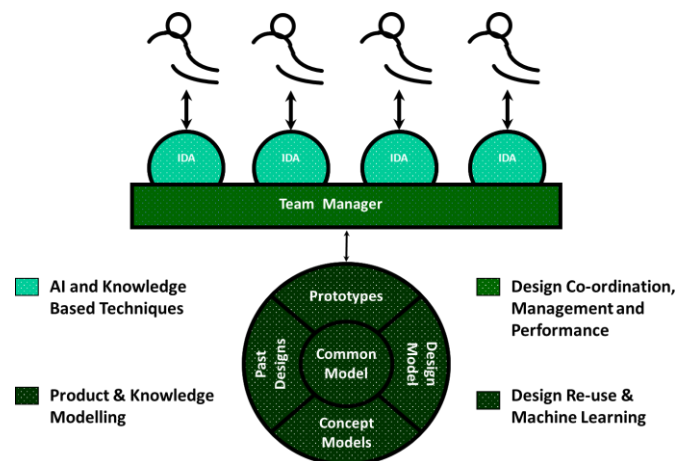 IDA
IDA
IDA
IDA
Team Manager
AI and Knowledge
Based Techniques
Design Co-ordination,
Management and
Performance
Prototypes
Past
Designs
Common
Model
Design
Model
Concept
Models
Product & Knowledge
Modelling
Design Re-use &
Machine Learning